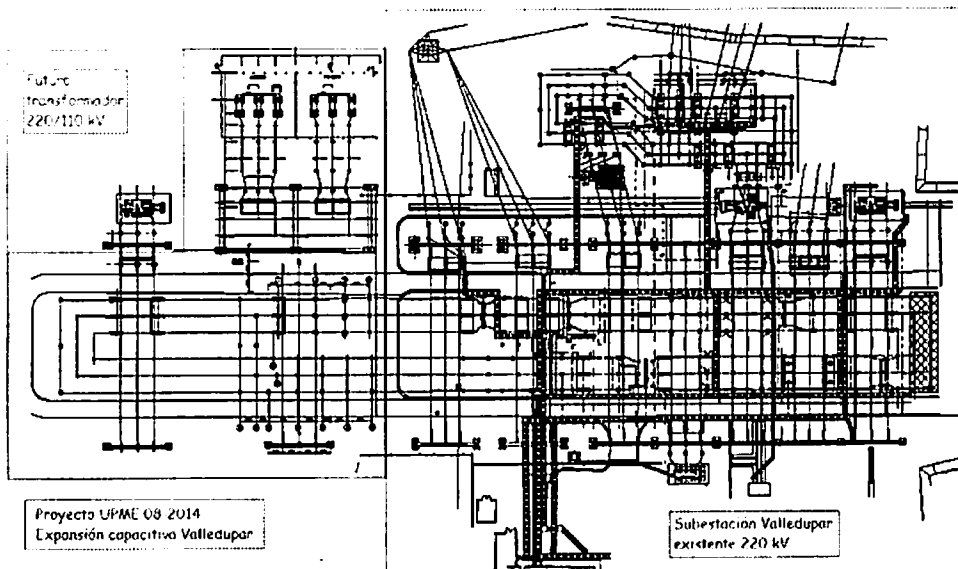 Futuro
transformador
220/110 kV
Proyecto UPME 08-2014
Expansión capacitiva Valledupar
Subestación Valledupar
existente 220 kV